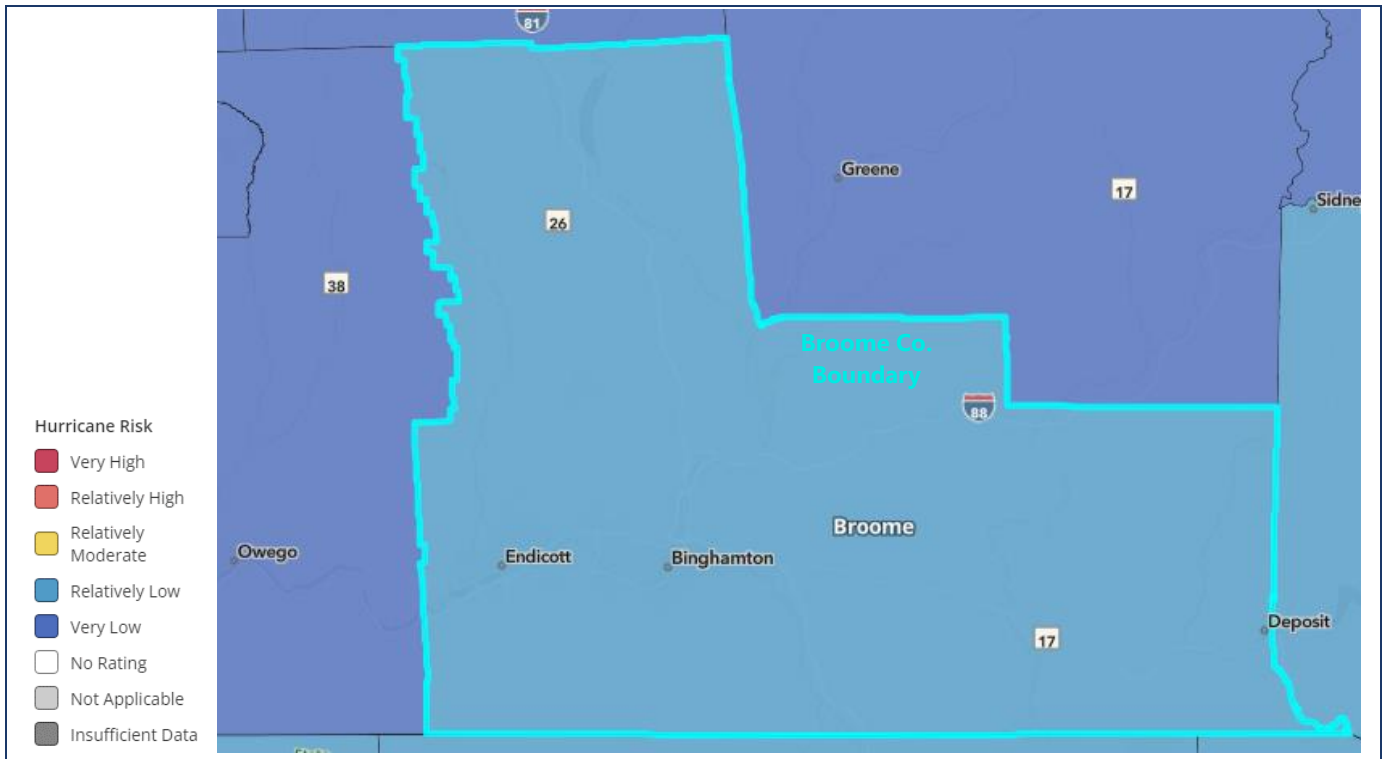 81
Greene
17
Sidne
26
38
Broome Co.
Boundary
88
Hurricane Risk
Very High
Relatively High
Relatively
Moderate
Relatively Low
Very Low
No Rating
Not Applicable
Insufficient Data
Broome
Owego
Endicott
Binghamton
Deposit
17